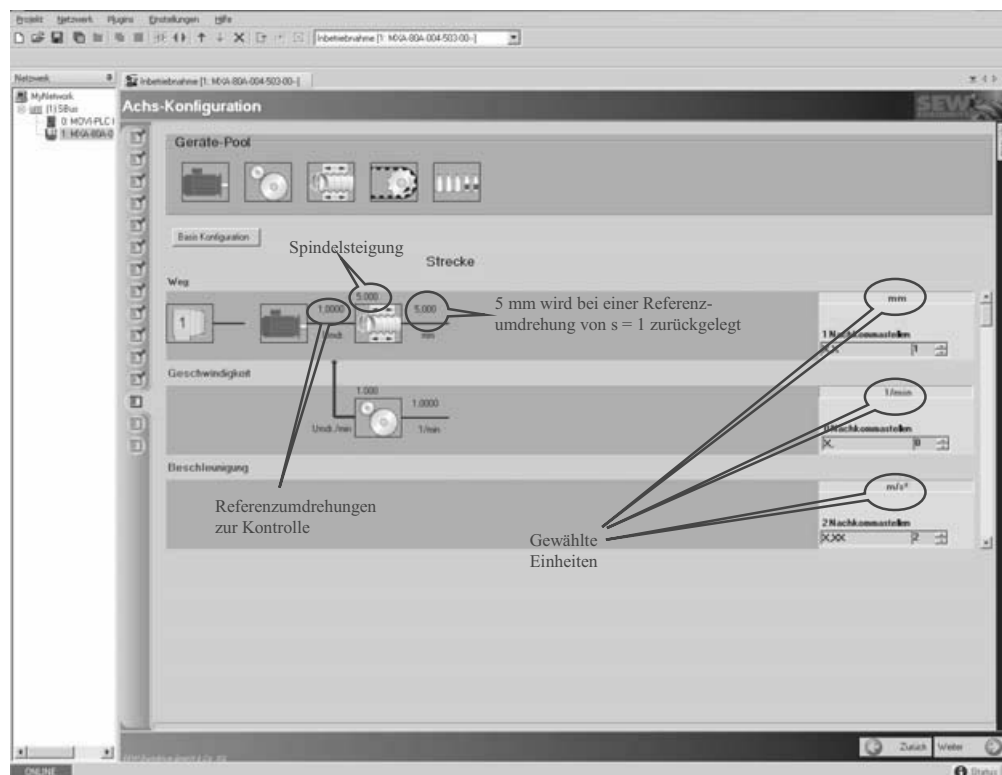 Projekt Netzwerk Plugins Einstellungen Hilfe
Inbetriebnahme [1: MXA-80A-004-503-00-]
Netzwerk
Inbetriebnahme [1: MXA-80A-004-503-00-]
MyNetwork
(1) SBus
0: MOVI-PLC
1: MXA-80A-0
Achs-Konfiguration
SEW
Geräte-Pool
Basis Konfiguration
Spindelsteigung
Strecke
Weg
5.000
1,0000
5,000
mm
1
Umdr.
mm
5 mm wird bei einer Referenz-
umdrehung von s = 1 zurückgelegt
1 Nachkommastellen
X,X 1
Geschwindigkeit
1.000
1.0000
Umdr./min
1/min
1/min
0 Nachkommastellen
X, 0
Beschleunigung
m/s²
2 Nachkommastellen
X,XX 2
Referenzumdrehungen
zur Kontrolle
Gewählte
Einheiten
Zurück Weiter
ONLINE
Status